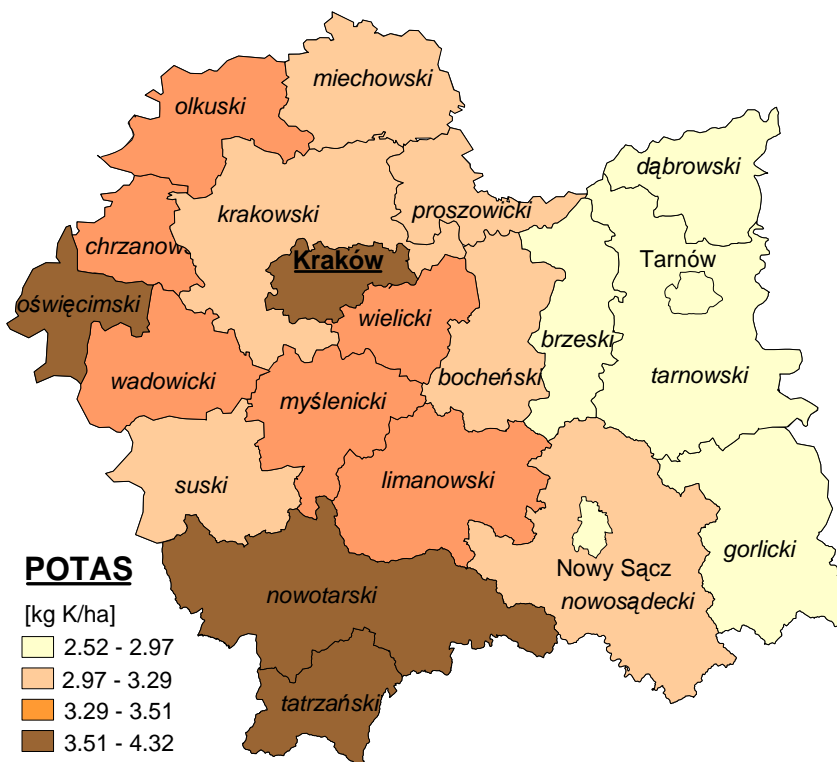 miechowski
olkuski
dąbrowski
krakowski
proszowicki
chrzanow
Kraków
Tarnów
oświęcimski
wielicki
brzeski
wadowicki
bocheński
tarnowski
myślenicki
suski
limanowski
gorlicki
Nowy Sącz
nowosądecki
nowotarski
tatrzański
POTAS
[kg K/ha]
2.52 - 2.97
2.97 - 3.29
3.29 - 3.51
3.51 - 4.32